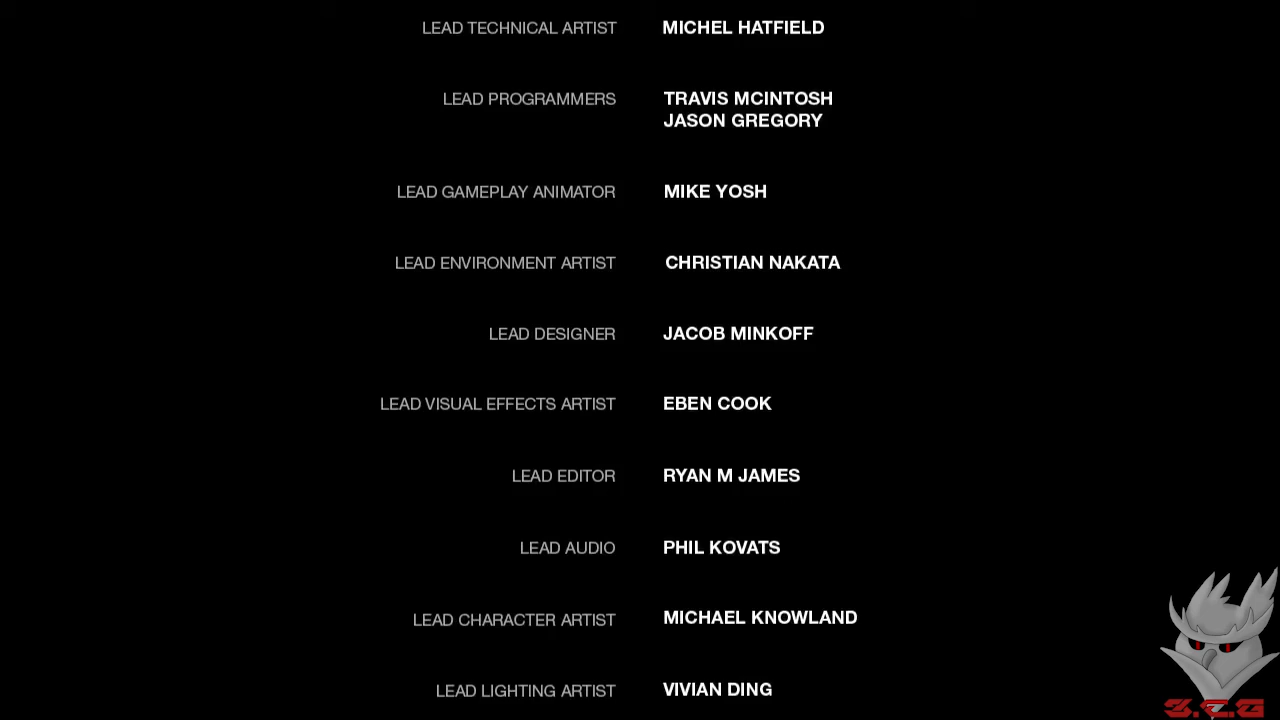 LEAD TECHNICAL ARTIST MICHEL HATFIELD
LEAD PROGRAMMERS TRAVIS MCINTOSH
JASON GREGORY
LEAD GAMEPLAY ANIMATOR MIKE YOSH
LEAD ENVIRONMENT ARTIST CHRISTIAN NAKATA
LEAD DESIGNER JACOB MINKOFF
LEAD VISUAL EFFECTS ARTIST EBEN COOK
LEAD EDITOR RYAN M JAMES
LEAD AUDIO PHIL KOVATS
LEAD CHARACTER ARTIST MICHAEL KNOWLAND
LEAD LIGHTING ARTIST VIVIAN DING